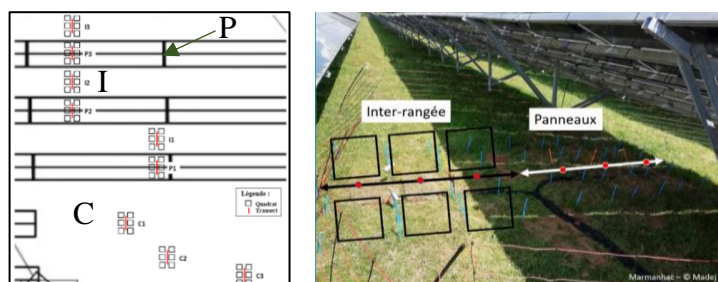 I3
P
P3
I
I2
P2
I1
P1
C
Légende :
Quadrat
Transect
C1
C2
C3
Inter-rangée
Panneaux
Marmanhac - © Madej